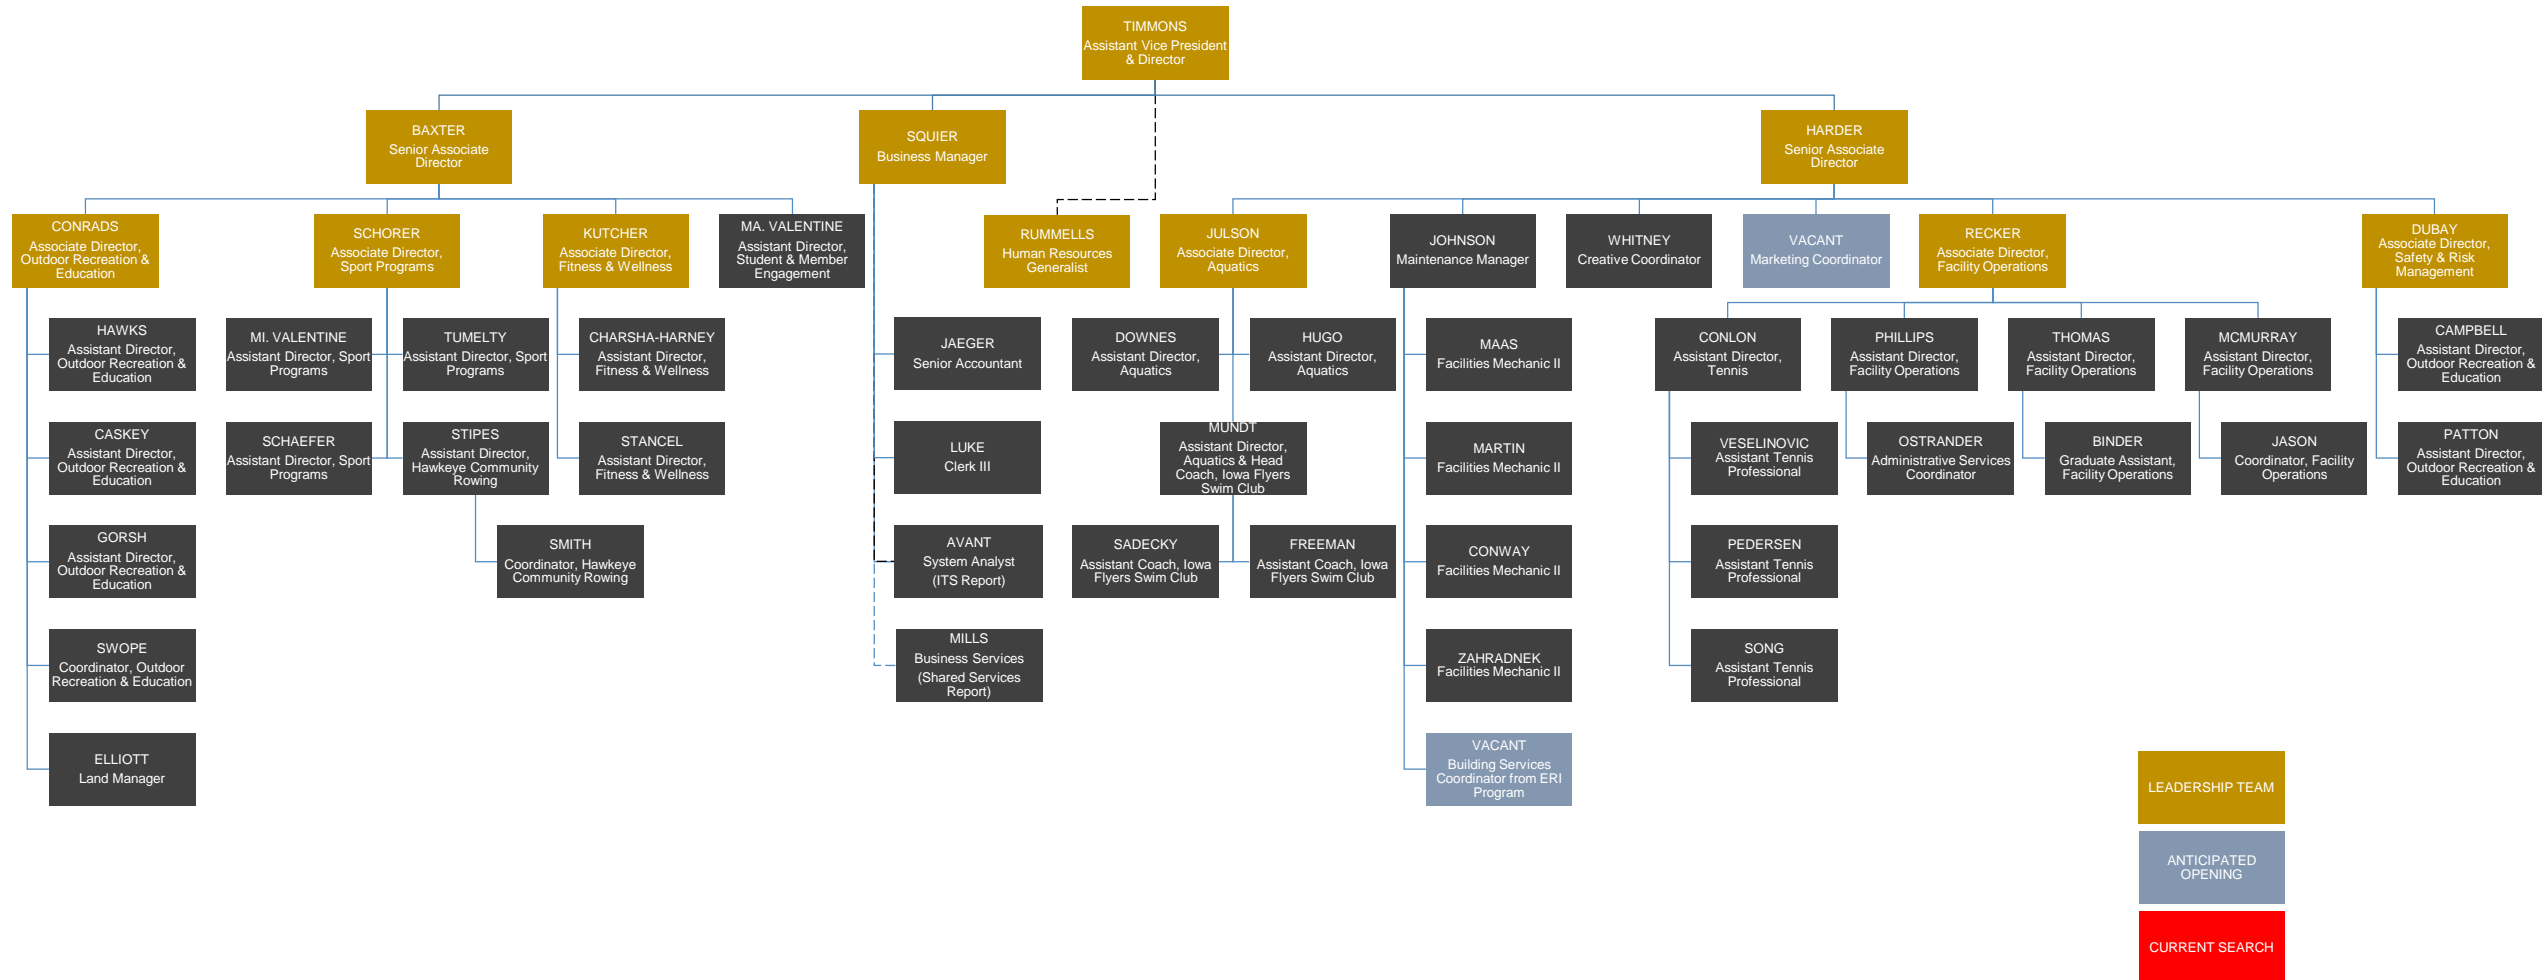 TIMMONS
Assistant Vice President
& Director
BAXTER
Senior Associate
Director
SQUIER
Business Manager
HARDER
Senior Associate
Director
CONRADS
Associate Director,
Outdoor Recreation &
Education
SCHORER
Associate Director,
Sport Programs
KUTCHER
Associate Director,
Fitness & Wellness
MA. VALENTINE
Assistant Director,
Student & Member
Engagement
RUMMELLS
Human Resources
Generalist
JULSON
Associate Director,
Aquatics
JOHNSON
Maintenance Manager
WHITNEY
Creative Coordinator
VACANT
Marketing Coordinator
RECKER
Associate Director,
Facility Operations
DUBAY
Associate Director,
Safety & Risk
Management
HAWKS
Assistant Director,
Outdoor Recreation &
Education
MI. VALENTINE
Assistant Director, Sport
Programs
TUMELTY
Assistant Director, Sport
Programs
CHARSHA-HARNEY
Assistant Director,
Fitness & Wellness
JAEGER
Senior Accountant
DOWNES
Assistant Director,
Aquatics
HUGO
Assistant Director,
Aquatics
MAAS
Facilities Mechanic II
CONLON
Assistant Director,
Tennis
PHILLIPS
Assistant Director,
Facility Operations
THOMAS
Assistant Director,
Facility Operations
MCMURRAY
Assistant Director,
Facility Operations
CAMPBELL
Assistant Director,
Outdoor Recreation &
Education
CASKEY
Assistant Director,
Outdoor Recreation &
Education
SCHAEFER
Assistant Director, Sport
Programs
STIPES
Assistant Director,
Hawkeye Community
Rowing
STANCEL
Assistant Director,
Fitness & Wellness
LUKE
Clerk III
MUNDT
Assistant Director,
Aquatics & Head
Coach, Iowa Flyers
Swim Club
MARTIN
Facilities Mechanic II
VESELINOVIC
Assistant Tennis
Professional
OSTRANDER
Administrative Services
Coordinator
BINDER
Graduate Assistant,
Facility Operations
JASON
Coordinator, Facility
Operations
PATTON
Assistant Director,
Outdoor Recreation &
Education
GORSH
Assistant Director,
Outdoor Recreation &
Education
SMITH
Coordinator, Hawkeye
Community Rowing
AVANT
System Analyst
(ITS Report)
SADECKY
Assistant Coach, Iowa
Flyers Swim Club
FREEMAN
Assistant Coach, Iowa
Flyers Swim Club
CONWAY
Facilities Mechanic II
PEDERSEN
Assistant Tennis
Professional
SWOPE
Coordinator, Outdoor
Recreation & Education
MILLS
Business Services
(Shared Services
Report)
ZAHRADNEK
Facilities Mechanic II
SONG
Assistant Tennis
Professional
ELLIOTT
Land Manager
VACANT
Building Services
Coordinator from ERI
Program
LEADERSHIP TEAM
ANTICIPATED
OPENING
CURRENT SEARCH